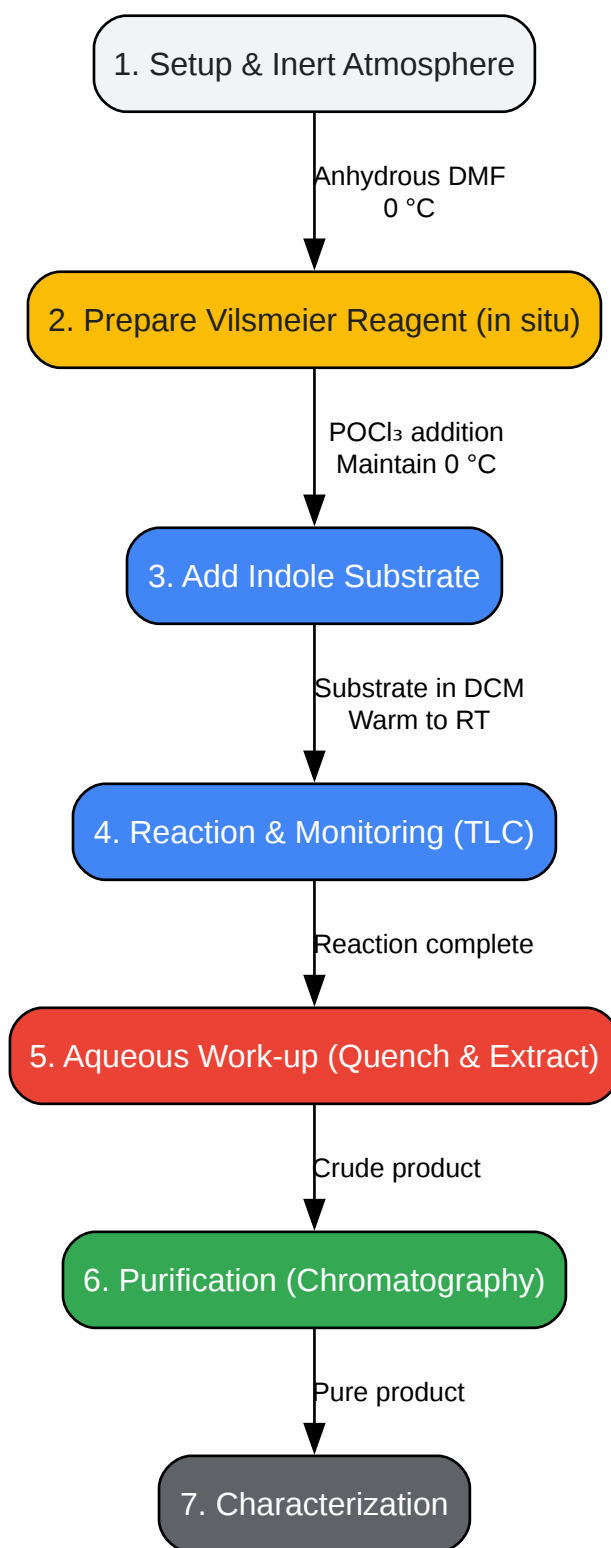 1. Setup & Inert Atmosphere
Anhydrous DMF
0 °C
2. Prepare Vilsmeier Reagent (in situ)
POCl₃ addition
Maintain 0 °C
3. Add Indole Substrate
Substrate in DCM
Warm to RT
4. Reaction & Monitoring (TLC)
Reaction complete
5. Aqueous Work-up (Quench & Extract)
Crude product
6. Purification (Chromatography)
Pure product
7. Characterization